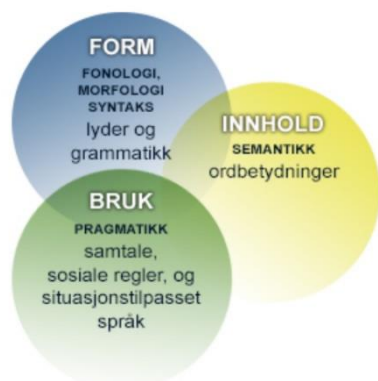 FORM
FONOLOGI,
MORFOLOGI
SYNTAKS
lyder og
grammatikk
INNHOLD
SEMANTIKK
ordbetydninger
BRUK
PRAGMATIKK
samtale,
sosiale regler, og
situasjonstilpasset
språk